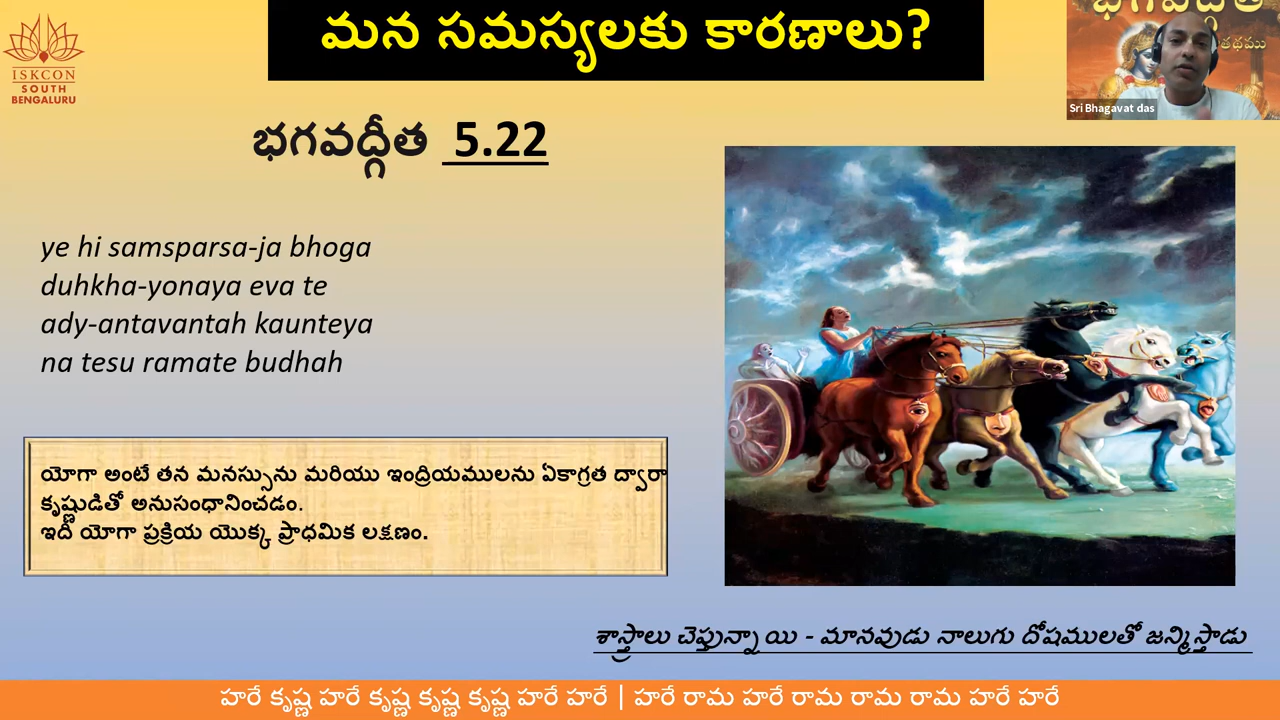 మన సమస్యలకు కారణాలు?
ISKCON
SOUTH
BENGALURU
Sri Bhagavat das
భగవద్గీత 5.22
ye hi samsparsa-ja bhoga
duhkha-yonaya eva te
ady-antavantah kaunteya
na tesu ramate budhah
యోగా అంటే తన మనస్సును మరియు ఇంద్రియములను ఏకాగ్రత ద్వారా
కృష్ణుడితో అనుసంధానించడం.
ఇది యోగా ప్రక్రియ యొక్క ప్రాధమిక లక్షణం.
శాస్త్రాలు చెప్తున్నాయి - మానవుడు నాలుగు దోషములతో జన్మిస్తాడు
హరే కృష్ణ హరే కృష్ణ కృష్ణ కృష్ణ హరే హరే | హరే రామ హరే రామ రామ రామ హరే హరే